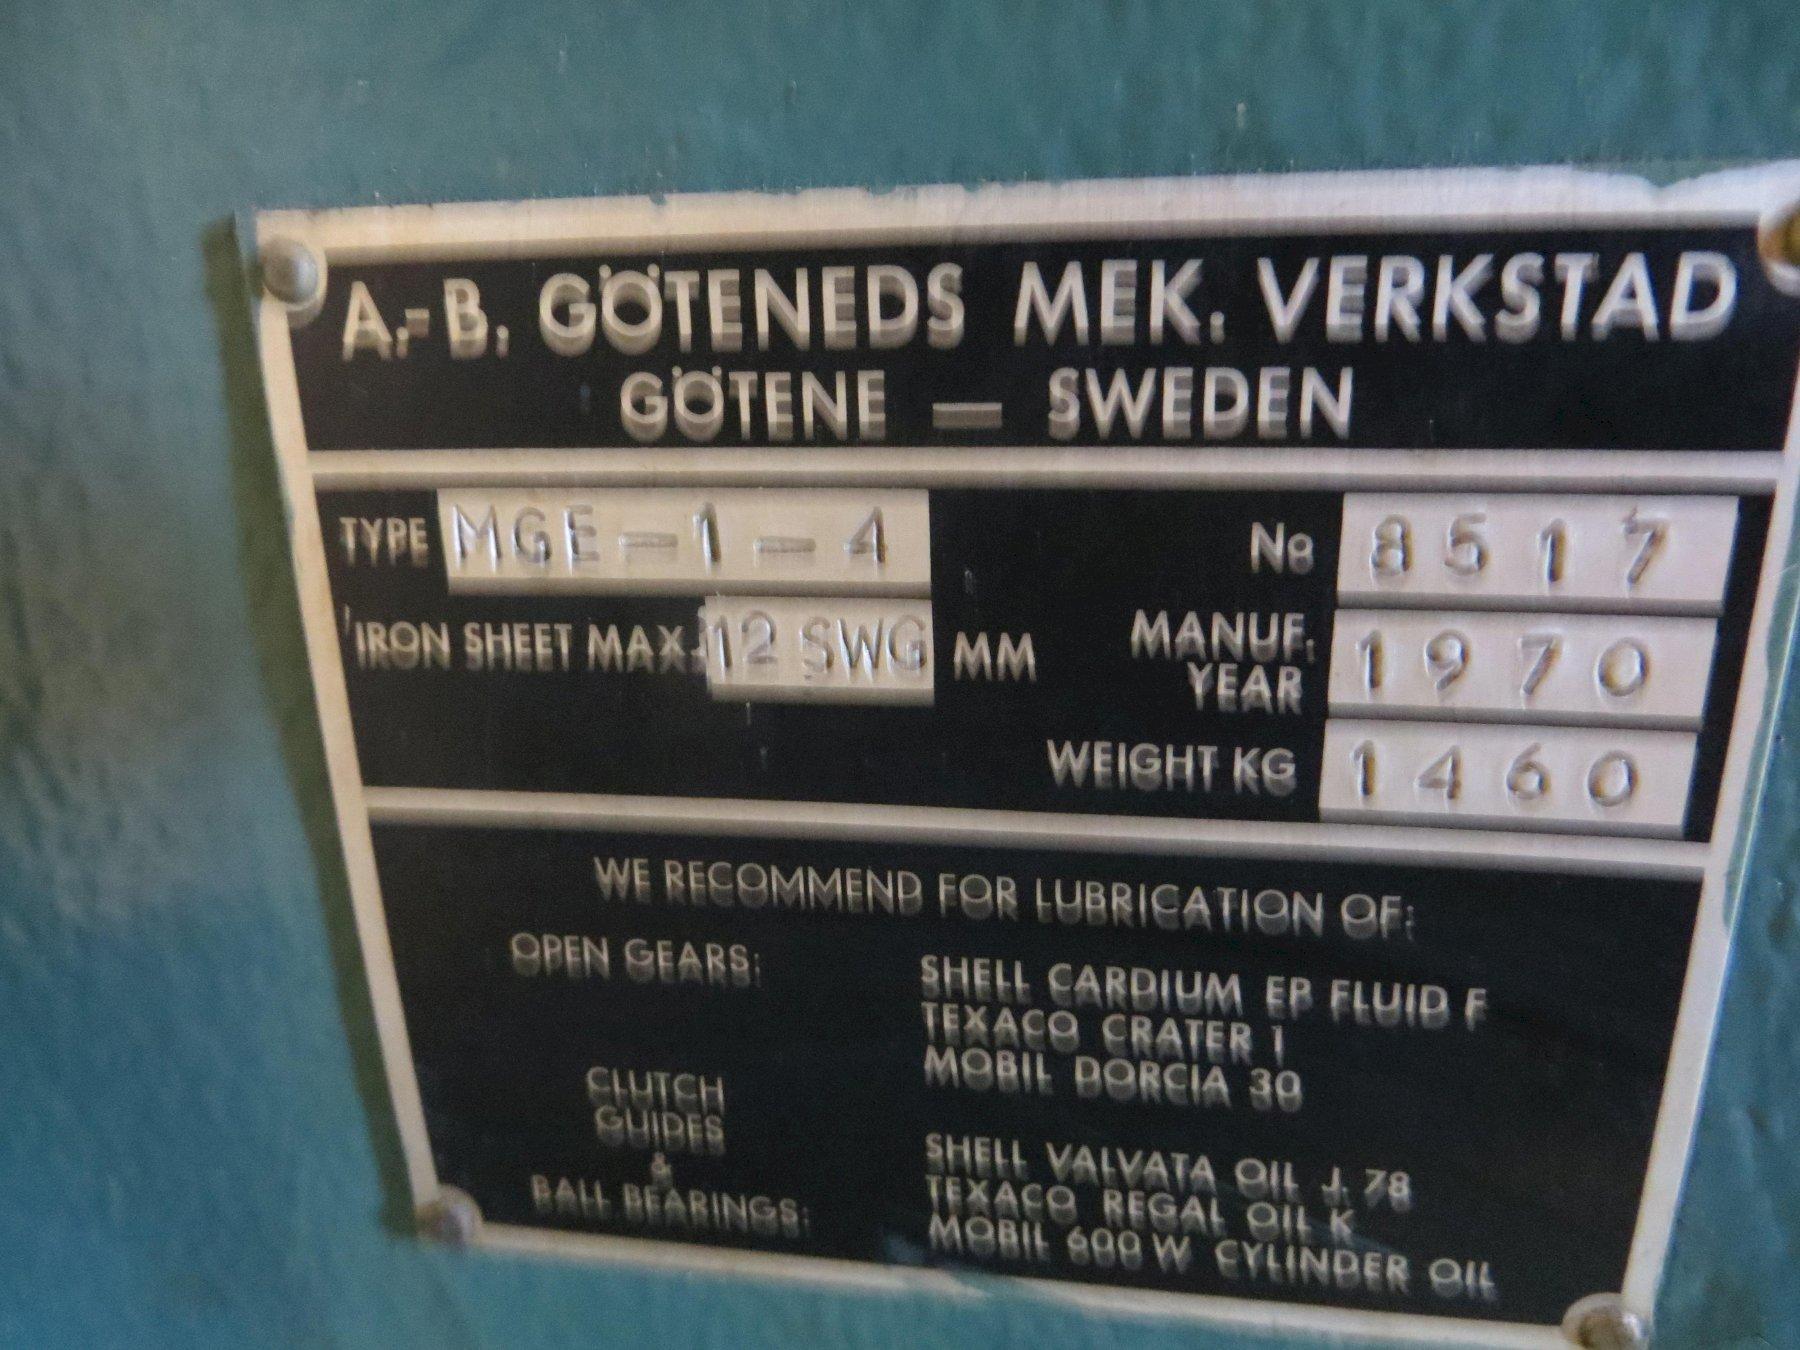 A.-B. GÖTENEDS MEK. VERKSTAD
GÖTENE — SWEDEN
TYPE MGE-1-4 No 8517
IRON SHEET MAX. 12 SWG MM MANUF. YEAR 1970
WEIGHT KG 1460
WE RECOMMEND FOR LUBRICATION OF:
OPEN GEARS: SHELL CARDIUM EP FLUID F
TEXACO CRATER 1
MOBIL DORCIA 30
CLUTCH
GUIDES
&
BALL BEARINGS: SHELL VALVATA OIL J. 78
TEXACO REGAL OIL K
MOBIL 600 W CYLINDER OIL